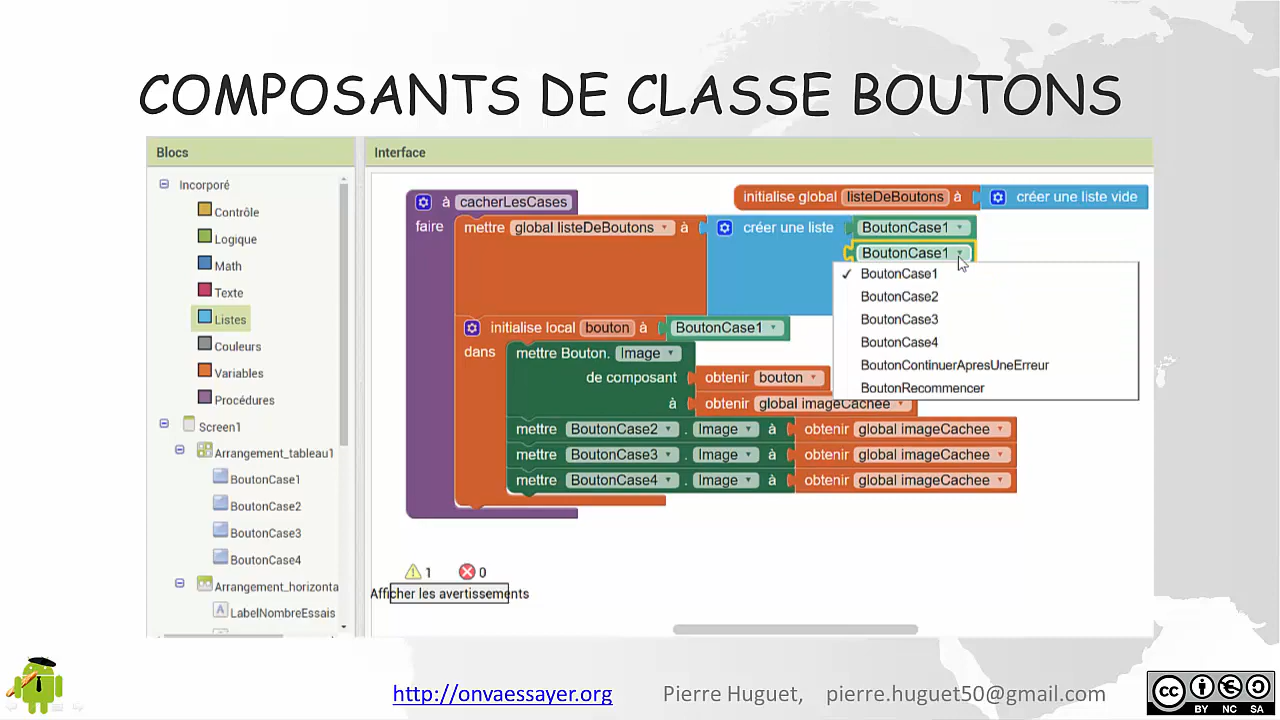 COMPOSANTS DE CLASSE BOUTONS
Blocs
Interface
Incorporé
Contrôle
Logique
Math
Texte
Listes
Couleurs
Variables
Procédures
Screen1
Arrangement_tableau1
BoutonCase1
BoutonCase2
BoutonCase3
BoutonCase4
Arrangement_horizonta
LabelNombreEssais
initialise global listeDeBoutons à créer une liste vide
à cacherLesCases
faire mettre global listeDeBoutons à créer une liste BoutonCase1
BoutonCase1
BoutonCase1
BoutonCase2
BoutonCase3
BoutonCase4
BoutonContinuerApresUneErreur
BoutonRecommencer
initialise local bouton à BoutonCase1
dans mettre Bouton. Image
de composant obtenir bouton
à obtenir global imageCachee
mettre BoutonCase2 . Image à obtenir global imageCachee
mettre BoutonCase3 . Image à obtenir global imageCachee
mettre BoutonCase4 . Image à obtenir global imageCachee
1 0
Afficher les avertissements
http://onvaessayer.org Pierre Huguet, pierre.huguet50@gmail.com
cc
BY NC SA